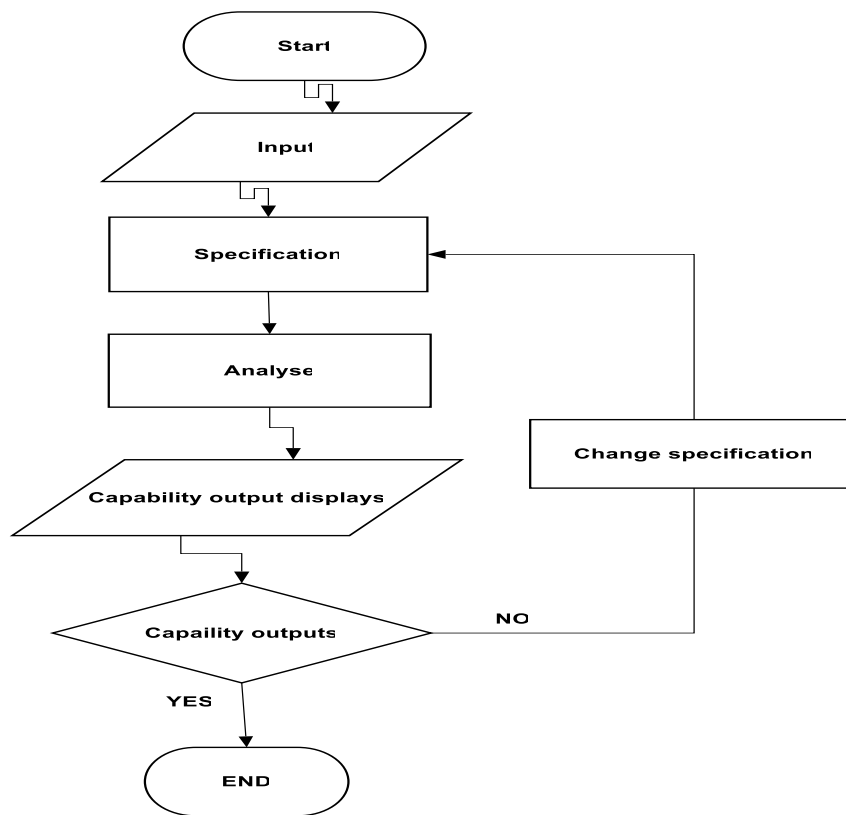 Start
Input
Specification
Analyse
Change specification
Capability output displays
Capaility outputs
NO
YES
END